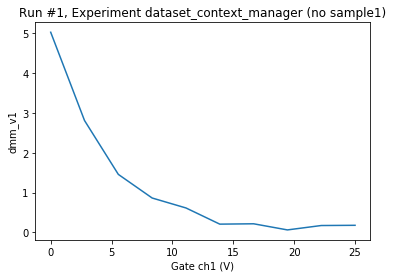 Run #1, Experiment dataset_context_manager (no sample1)
5
4
3
2
1
0
dmm_v1
0 5 10 15 20 25
Gate ch1 (V)